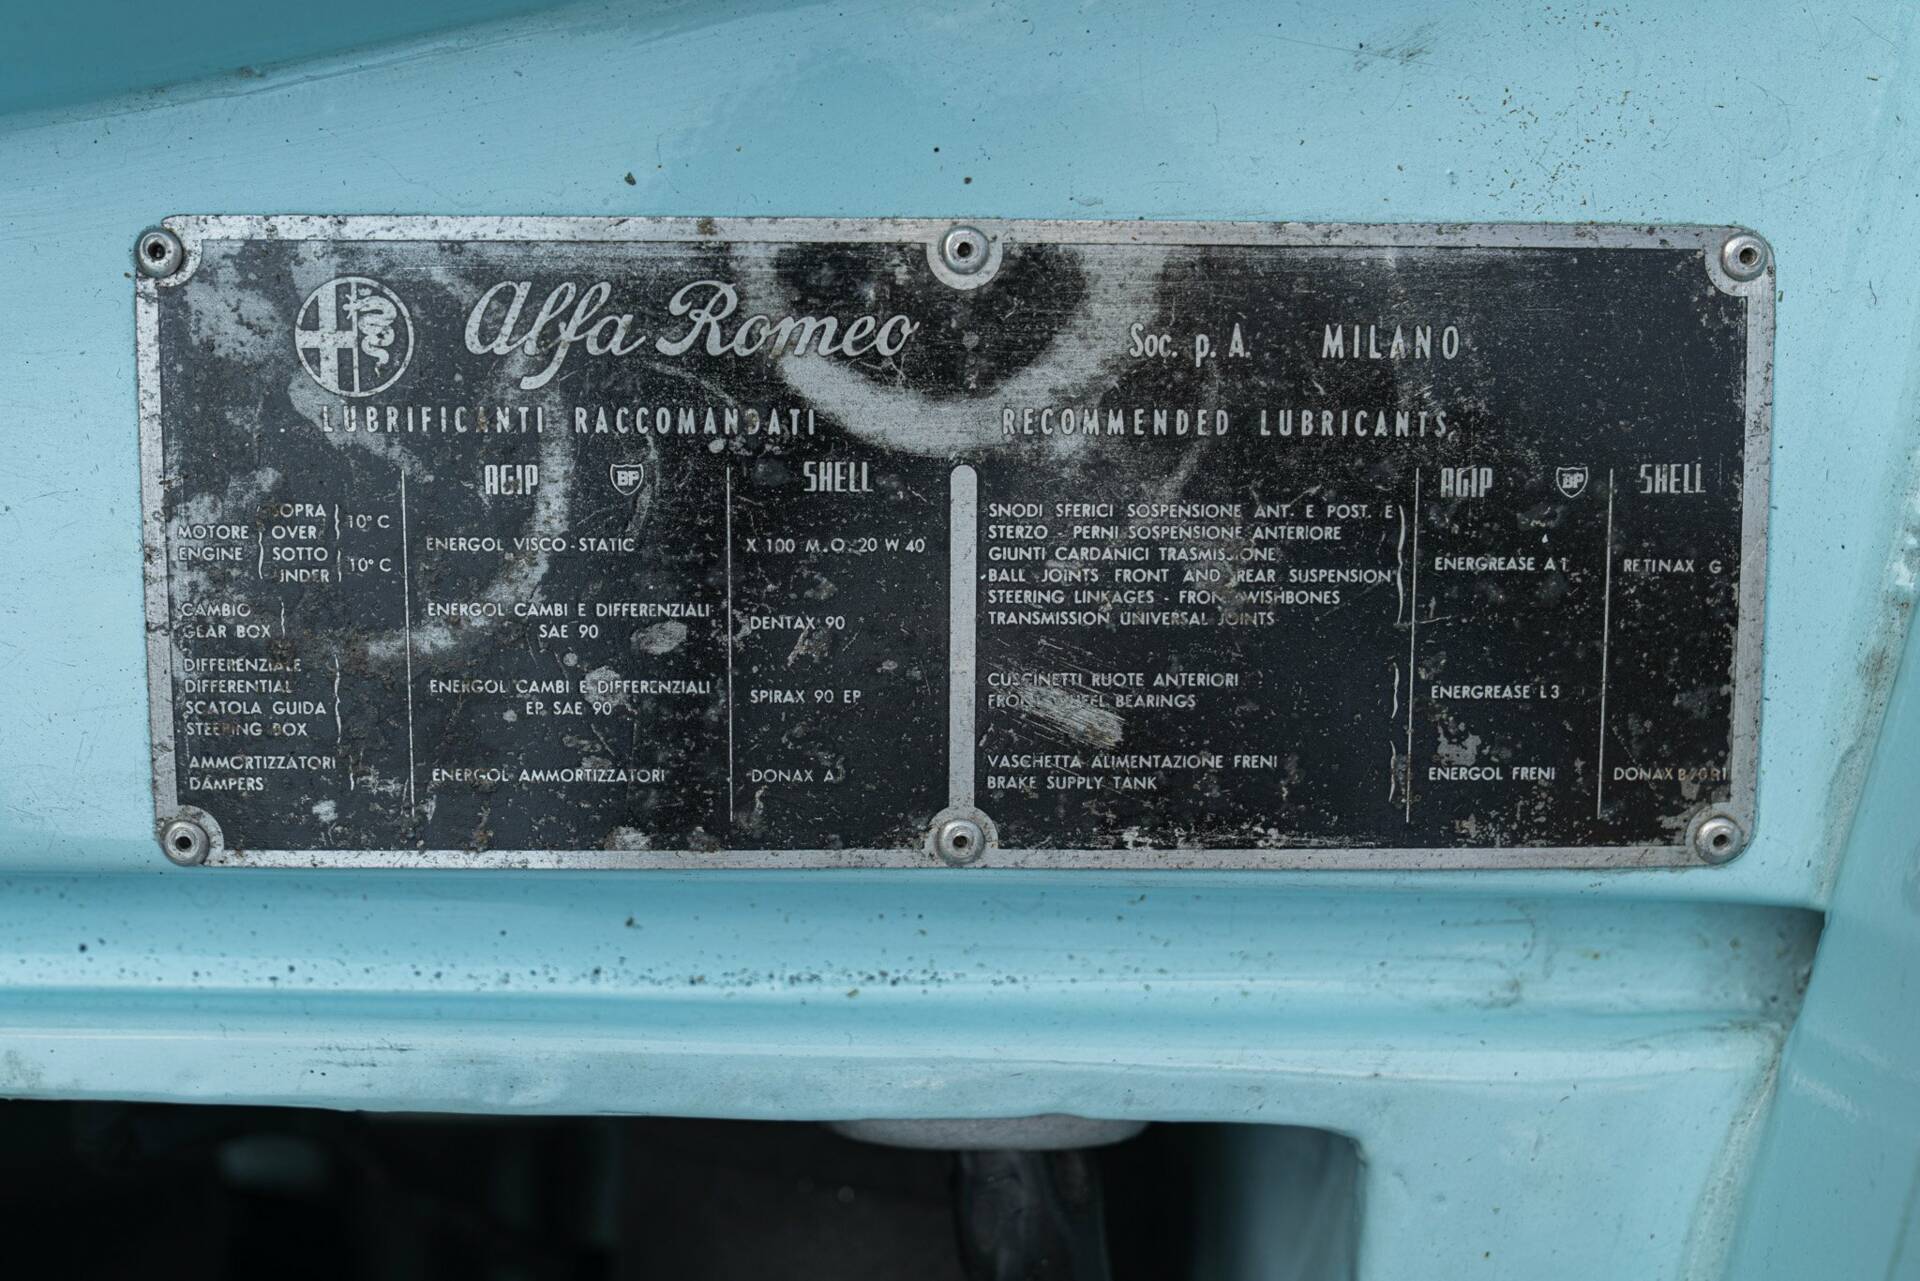 Alfa Romeo Soc. p. A. MILANO
LUBRIFICANTI RACCOMANDATI
RECOMMENDED LUBRICANTS
AGIP BP SHELL
MOTORE SOPRA 10° C
ENGINE OVER
SOTTO 10° C
UNDER
ENERGOL VISCO-STATIC
X 100 M.O. 20 W 40
CAMBIO
GEAR BOX
ENERGOL CAMBI E DIFFERENZIALI
SAE 90
DENTAX 90
DIFFERENZIALE
DIFFERENTIAL
SCATOLA GUIDA
STEERING BOX
ENERGOL CAMBI E DIFFERENZIALI
EP. SAE 90
SPIRAX 90 EP
AMMORTIZZATORI
DAMPERS
ENERGOL AMMORTIZZATORI
DONAX A
AGIP BP SHELL
SNODI SFERICI SOSPENSIONE ANT. E POST. E
STERZO - PERNI SOSPENSIONE ANTERIORE
GIUNTI CARDANICI TRASMISSIONE
BALL JOINTS FRONT AND REAR SUSPENSION
STEERING LINKAGES - FRONT WISHBONES
TRANSMISSION UNIVERSAL JOINTS
ENERGREASE A 1
RETINAX G
CUSCINETTI RUOTE ANTERIORI
FRONT WHEEL BEARINGS
ENERGREASE L 3
VASCHETTA ALIMENTAZIONE FRENI
BRAKE SUPPLY TANK
ENERGOL FRENI
DONAX B